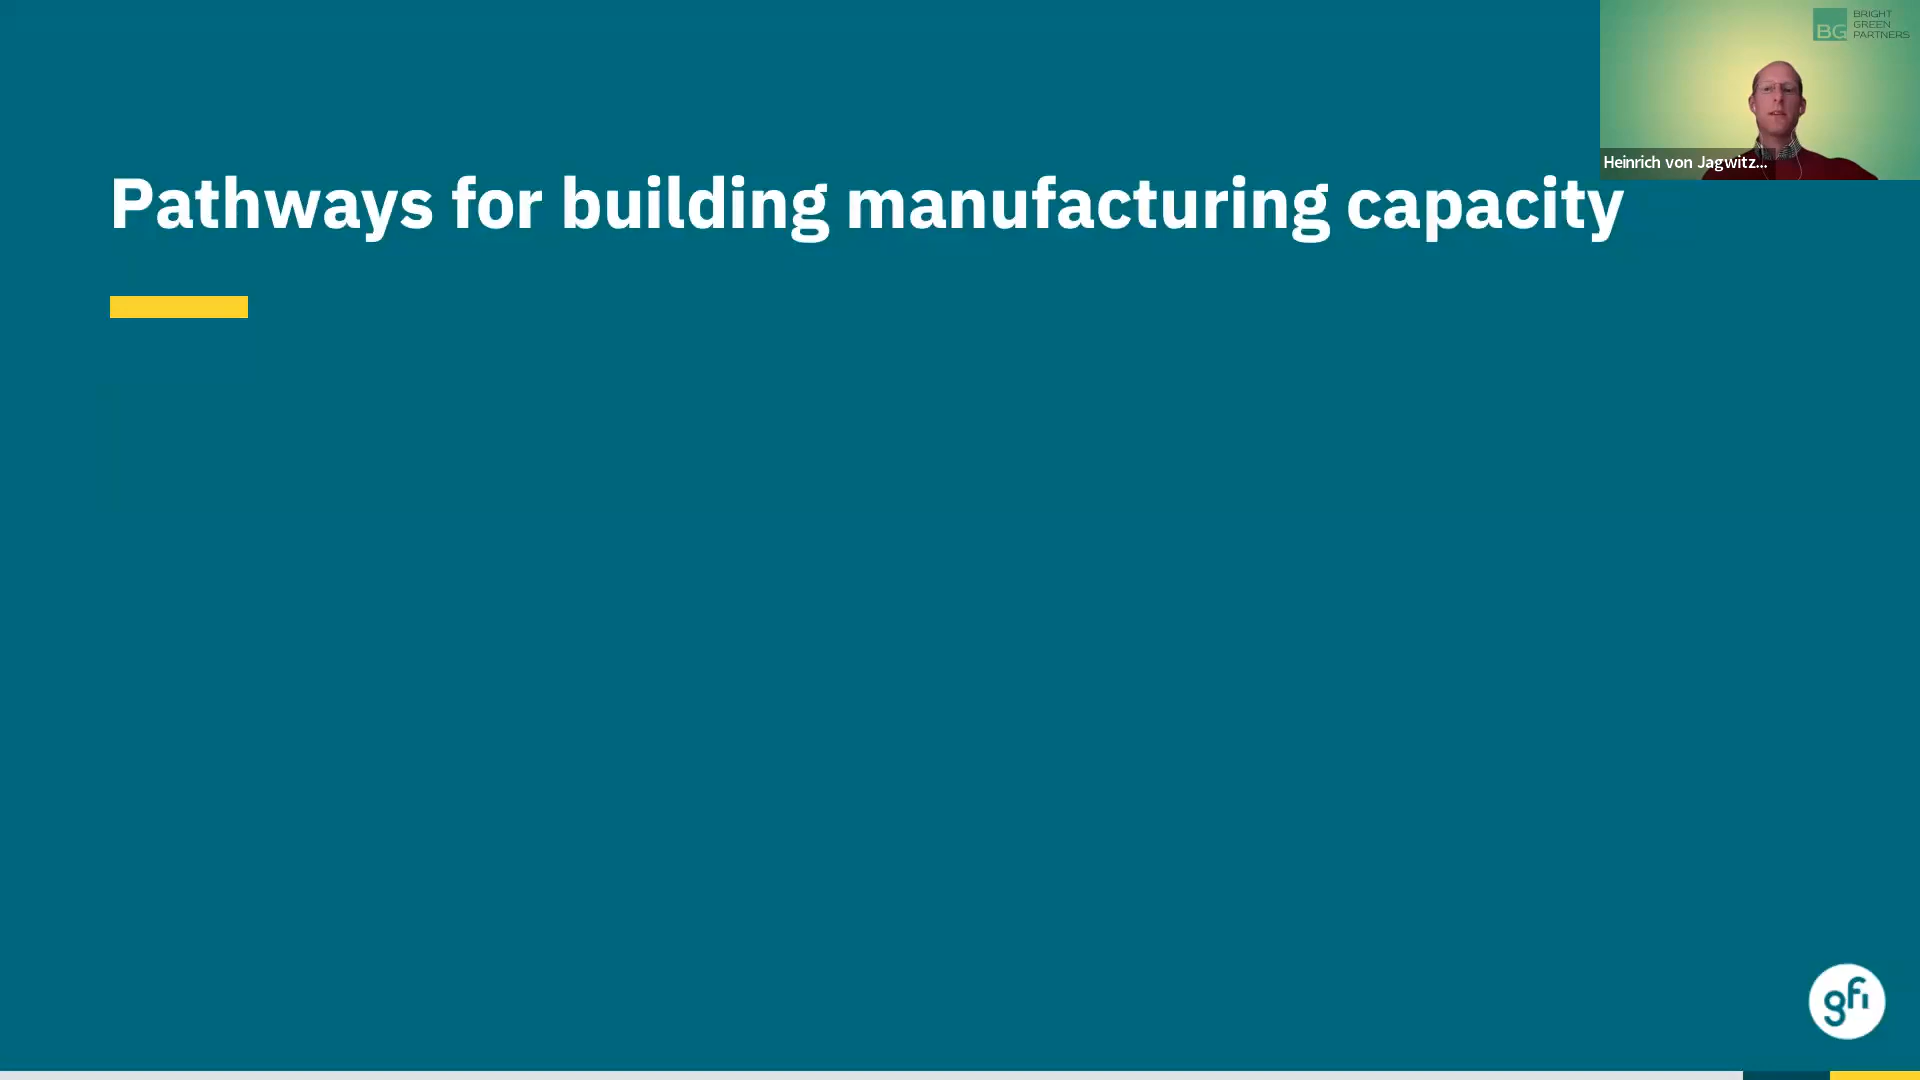 BG
BRIGHT
GREEN
PARTNERS
Heinrich von Jagwitz...
Pathways for building manufacturing capacity
gfi